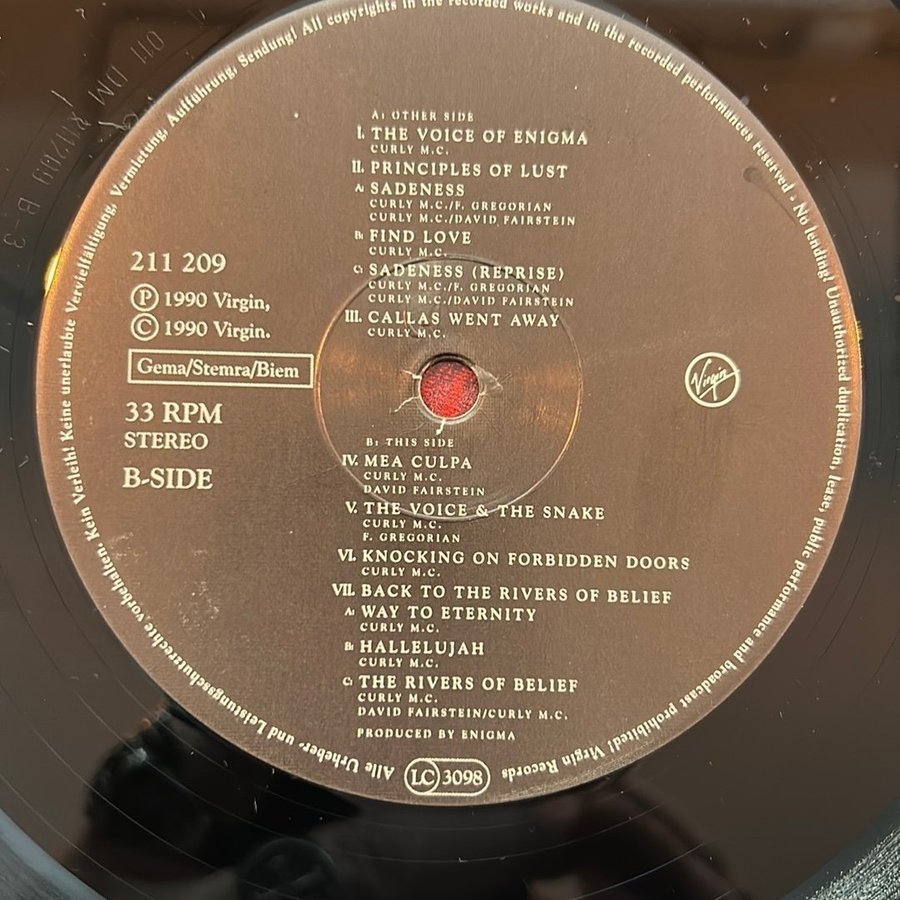 A: OTHER SIDE
I. THE VOICE OF ENIGMA
CURLY M.C.
II. PRINCIPLES OF LUST
A: SADENESS
CURLY M.C./F. GREGORIAN
CURLY M.C./DAVID FAIRSTEIN
B: FIND LOVE
CURLY M.C.
C: SADENESS (REPRISE)
CURLY M.C./F. GREGORIAN
CURLY M.C./DAVID FAIRSTEIN
III. CALLAS WENT AWAY
CURLY M.C.
211 209
Ⓟ 1990 Virgin,
© 1990 Virgin.
Gema/Stemra/Biem
33 RPM
STEREO
B-SIDE
Virgin
B: THIS SIDE
IV. MEA CULPA
CURLY M.C.
DAVID FAIRSTEIN
V. THE VOICE & THE SNAKE
CURLY M.C.
F. GREGORIAN
VI. KNOCKING ON FORBIDDEN DOORS
CURLY M.C.
VII. BACK TO THE RIVERS OF BELIEF
A: WAY TO ETERNITY
CURLY M.C.
B: HALLELUJAH
CURLY M.C.
C: THE RIVERS OF BELIEF
CURLY M.C.
DAVID FAIRSTEIN/CURLY M.C.
PRODUCED BY ENIGMA
LC 3098
Alle Urheber- und Leistungsschutzrechte vorbehalten. Kein Verleih! Keine unerlaubte Vervielfältigung, Vermietung, Aufführung, Sendung! All copyrights in the recorded works and in the recorded performances reserved · No lending! Unauthorized duplication, lease, public performance and broadcast prohibited! Virgin Records